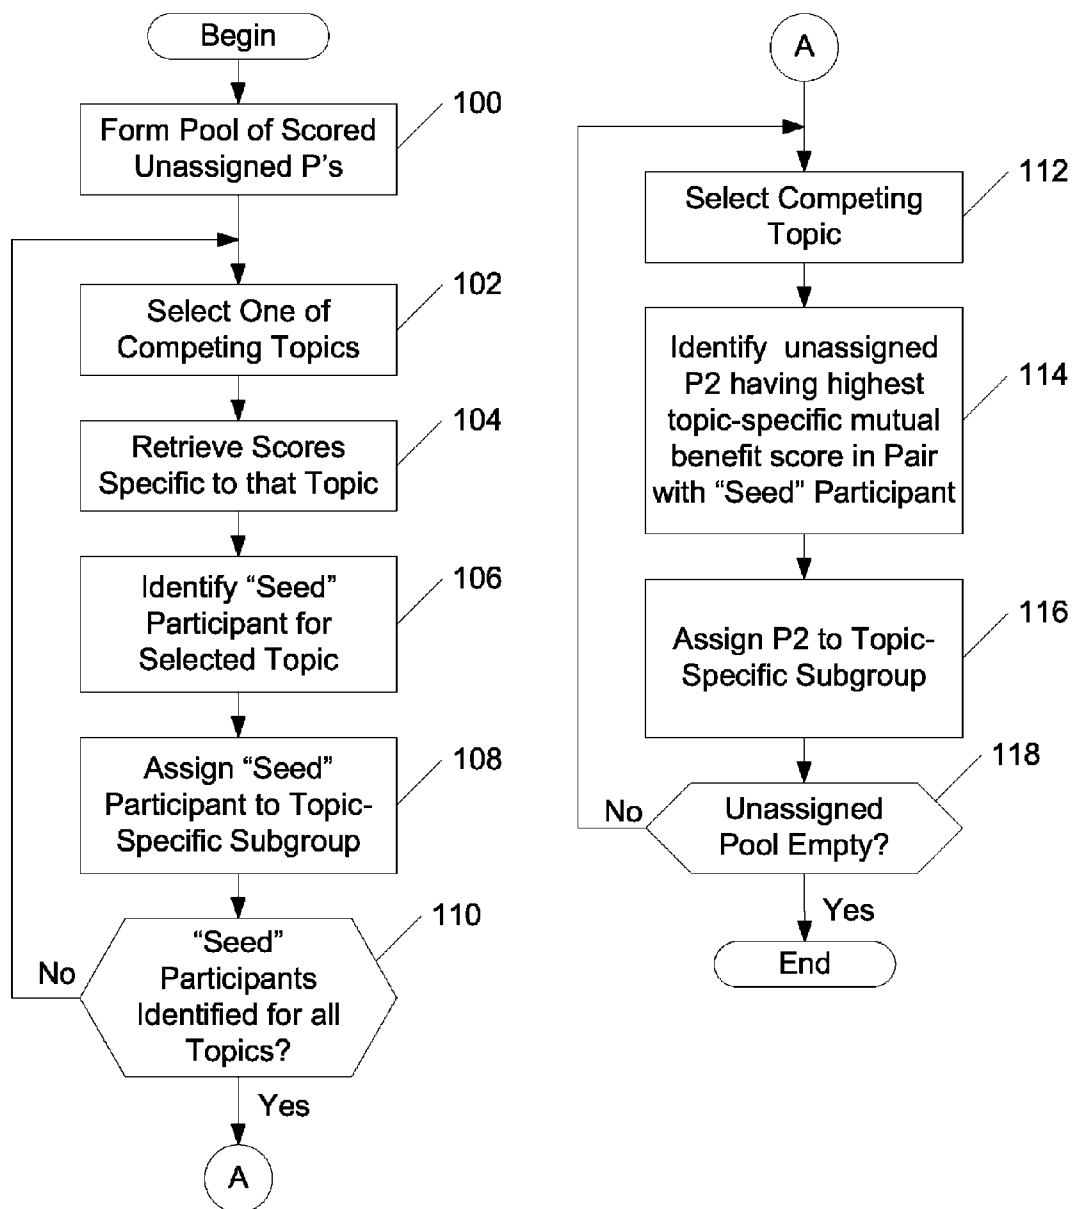 Begin
100
Form Pool of Scored
Unassigned P's
102
Select One of
Competing Topics
104
Retrieve Scores
Specific to that Topic
106
Identify “Seed”
Participant for
Selected Topic
108
Assign “Seed”
Participant to Topic-
Specific Subgroup
110
“Seed”
Participants
Identified for all
Topics?
No
Yes
A
A
112
Select Competing
Topic
114
Identify unassigned
P2 having highest
topic-specific mutual
benefit score in Pair
with “Seed” Participant
116
Assign P2 to Topic-
Specific Subgroup
118
Unassigned
Pool Empty?
No
Yes
End